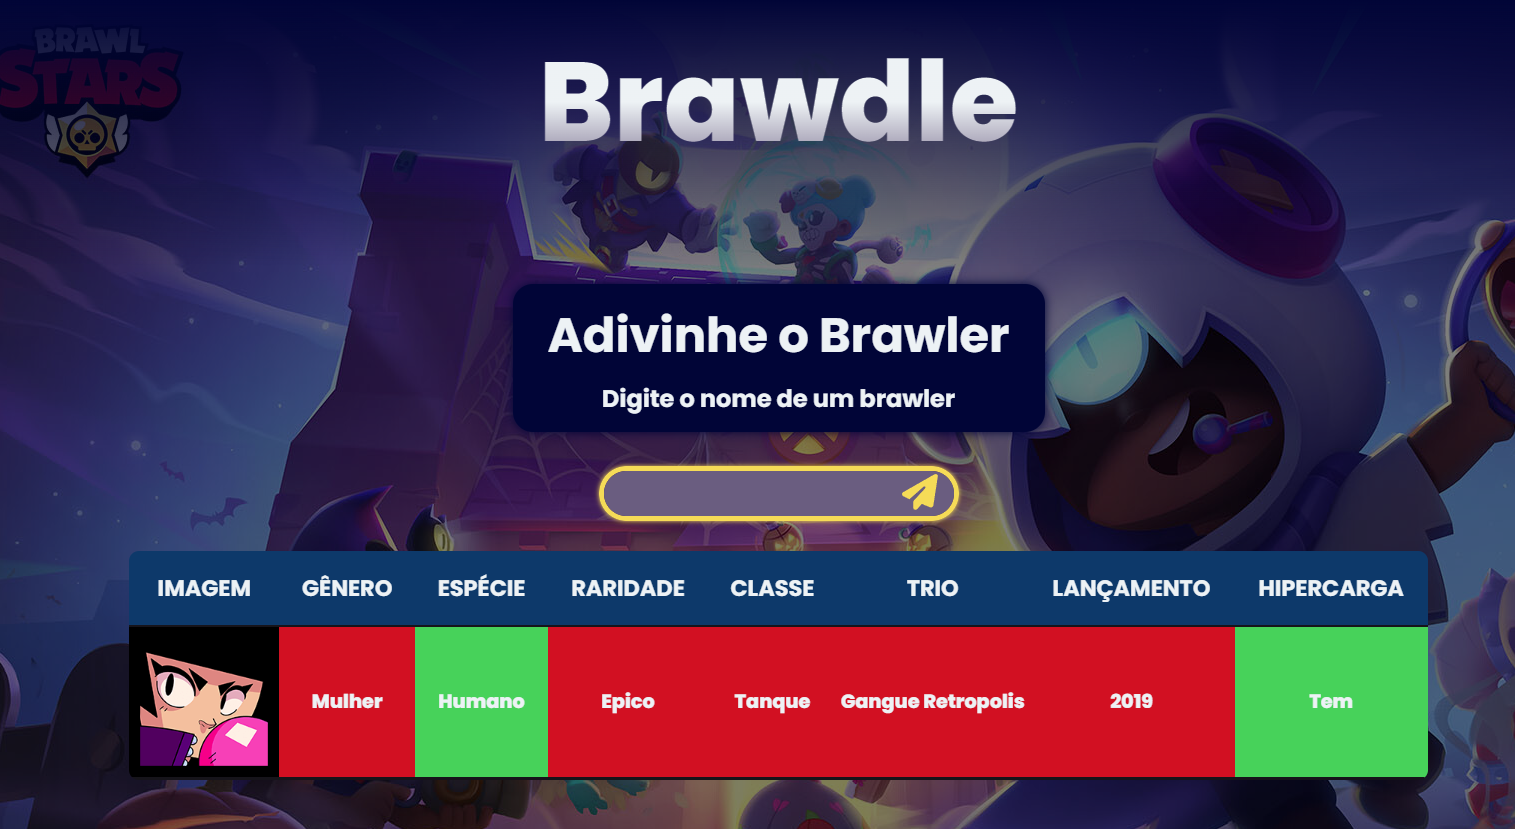 BRAWL
STARS
Brawdle
Adivinhe o Brawler
Digite o nome de um brawler
IMAGEM GÊNERO ESPÉCIE RARIDADE CLASSE TRIO LANÇAMENTO HIPERCARGA
Mulher Humano Epico Tanque Gangue Retropolis 2019 Tem